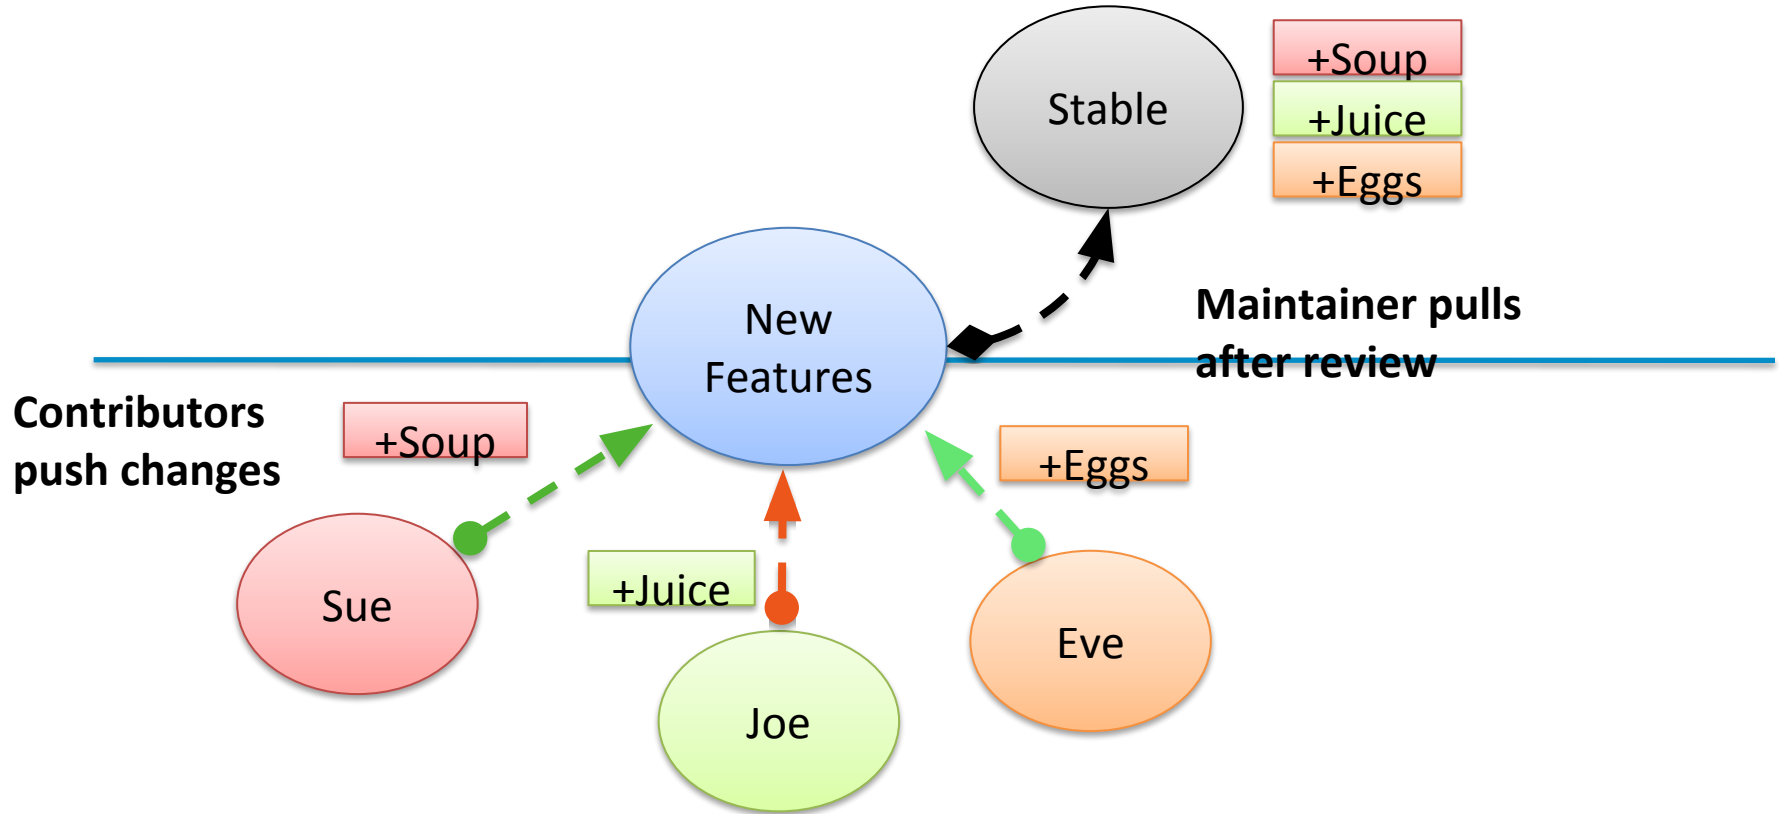 Stable
+Soup
+Juice
+Eggs
New
Features
Maintainer pulls
after review
Contributors
push changes
+Soup
+Eggs
+Juice
Sue
Joe
Eve